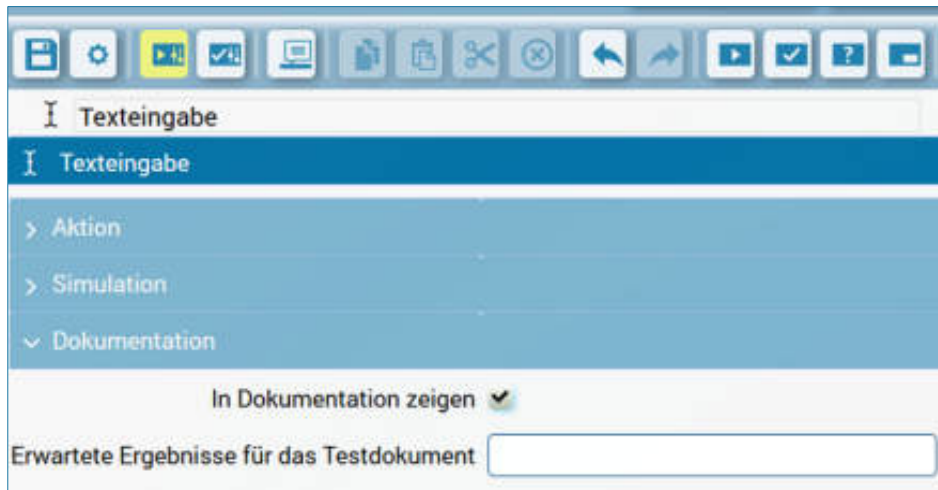 Texteingabe
Texteingabe
Aktion
Simulation
Dokumentation
In Dokumentation zeigen
Erwartete Ergebnisse für das Testdokument